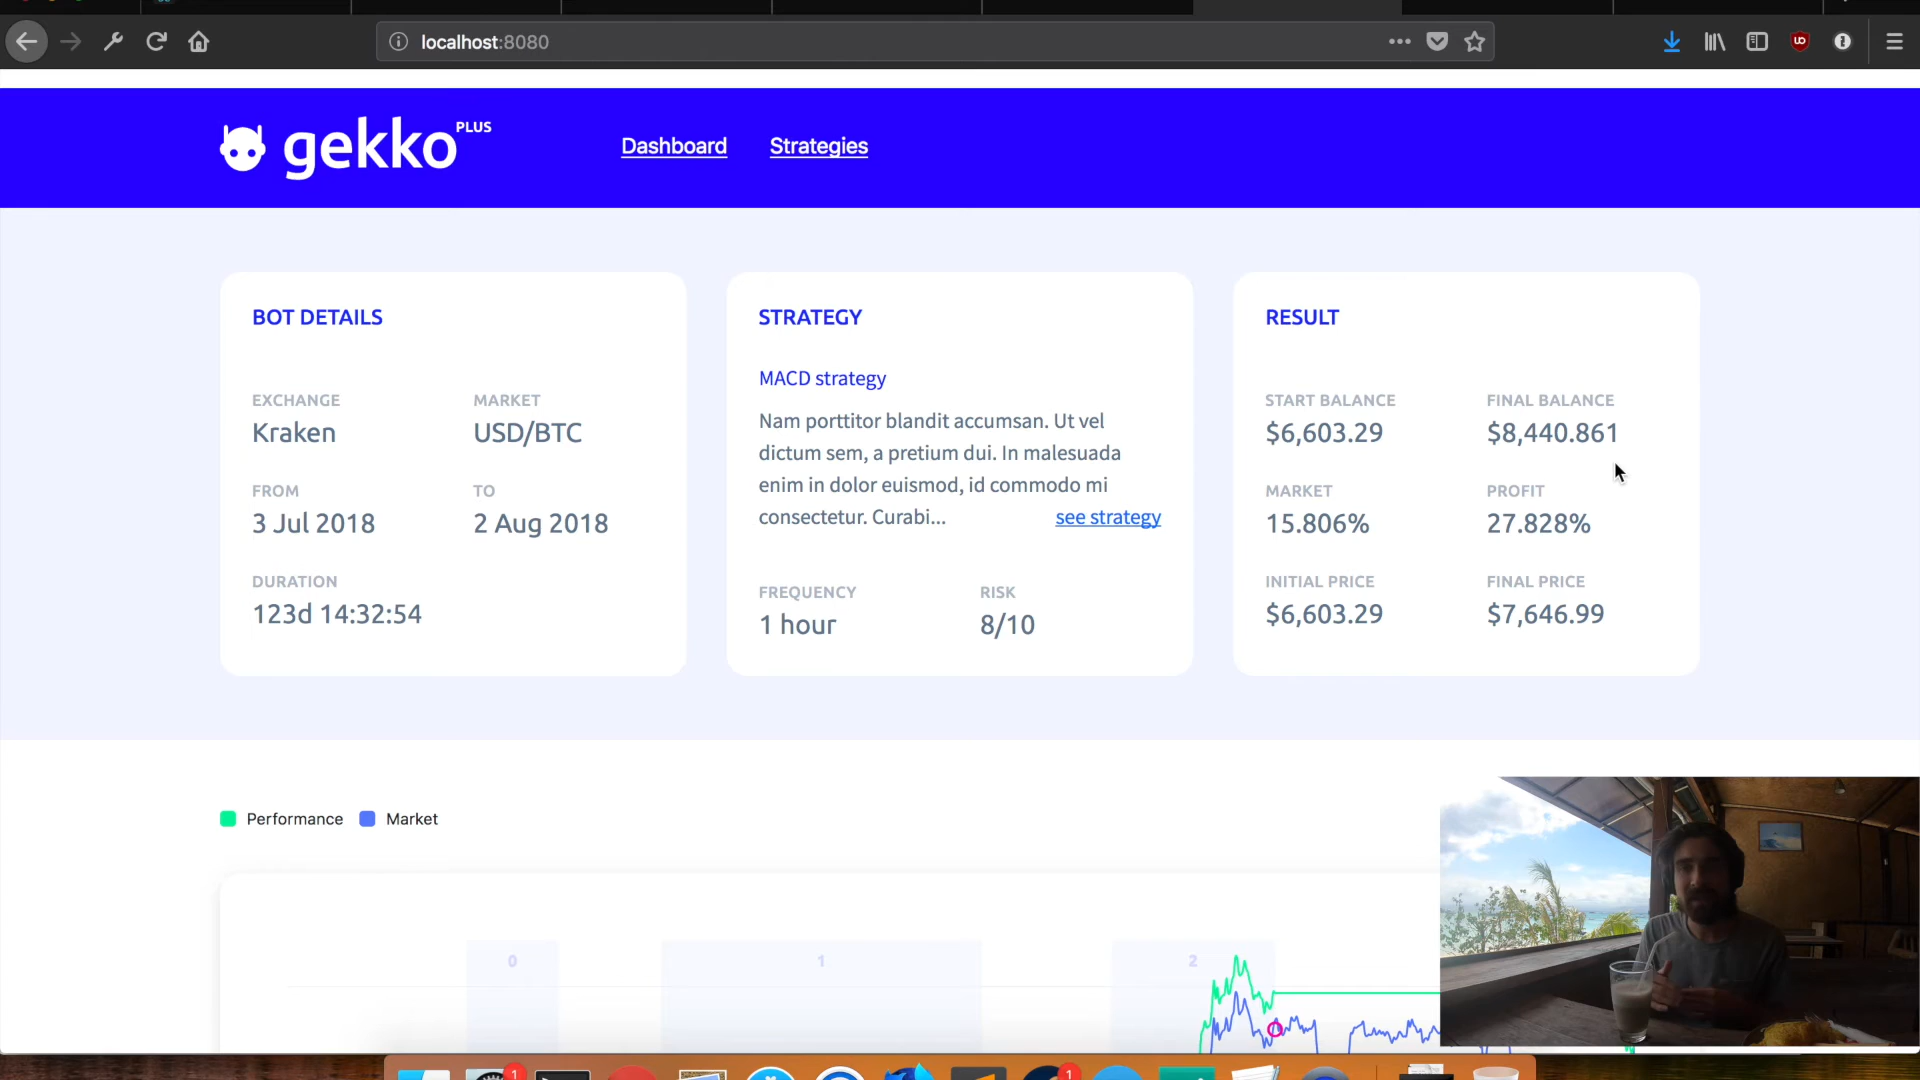 localhost:8080
gekko PLUS
Dashboard
Strategies
BOT DETAILS
EXCHANGE
Kraken
MARKET
USD/BTC
FROM
3 Jul 2018
TO
2 Aug 2018
DURATION
123d 14:32:54
STRATEGY
MACD strategy
Nam porttitor blandit accumsan. Ut vel
dictum sem, a pretium dui. In malesuada
enim in dolor euismod, id commodo mi
consectetur. Curabi...
see strategy
FREQUENCY
1 hour
RISK
8/10
RESULT
START BALANCE
$6,603.29
FINAL BALANCE
$8,440.861
MARKET
15.806%
PROFIT
27.828%
INITIAL PRICE
$6,603.29
FINAL PRICE
$7,646.99
Performance
Market
0
1
2
1
1